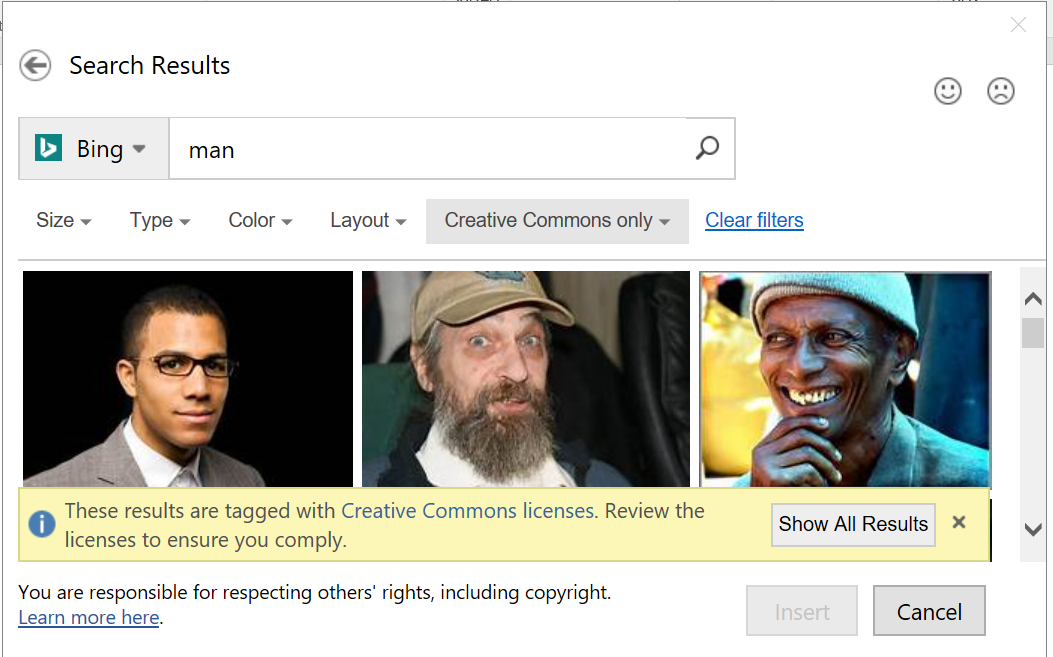 Search Results
Bing
man
Size
Type
Color
Layout
Creative Commons only
Clear filters
These results are tagged with Creative Commons licenses. Review the
licenses to ensure you comply.
Show All Results
You are responsible for respecting others' rights, including copyright.
Learn more here.
Insert
Cancel